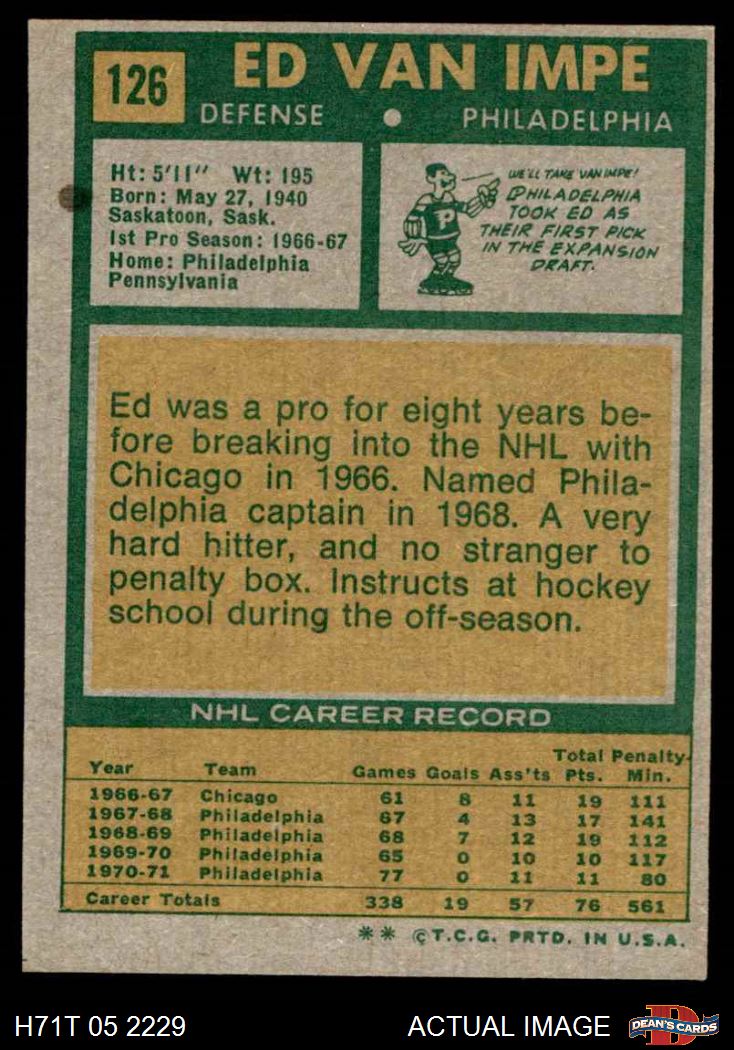 126
ED VAN IMPE
DEFENSE ● PHILADELPHIA
Ht: 5'11" Wt: 195
Born: May 27, 1940
Saskatoon, Sask.
1st Pro Season: 1966-67
Home: Philadelphia
Pennsylvania
WE'LL TAKE VAN IMPE!
PHILADELPHIA
TOOK ED AS
THEIR FIRST PICK
IN THE EXPANSION
DRAFT.
P
Ed was a pro for eight years be-
fore breaking into the NHL with
Chicago in 1966. Named Phila-
delphia captain in 1968. A very
hard hitter, and no stranger to
penalty box. Instructs at hockey
school during the off-season.
NHL CAREER RECORD
Total Penalty
Year Team Games Goals Ass'ts Pts. Min.
1966-67 Chicago 61 8 11 19 111
1967-68 Philadelphia 67 4 13 17 141
1968-69 Philadelphia 68 7 12 19 112
1969-70 Philadelphia 65 0 10 10 117
1970-71 Philadelphia 77 0 11 11 80
Career Totals 338 19 57 76 561
** ©T.C.G. PRTD. IN U.S.A.
H71T 05 2229 ACTUAL IMAGE
D
DEAN'S CARDS